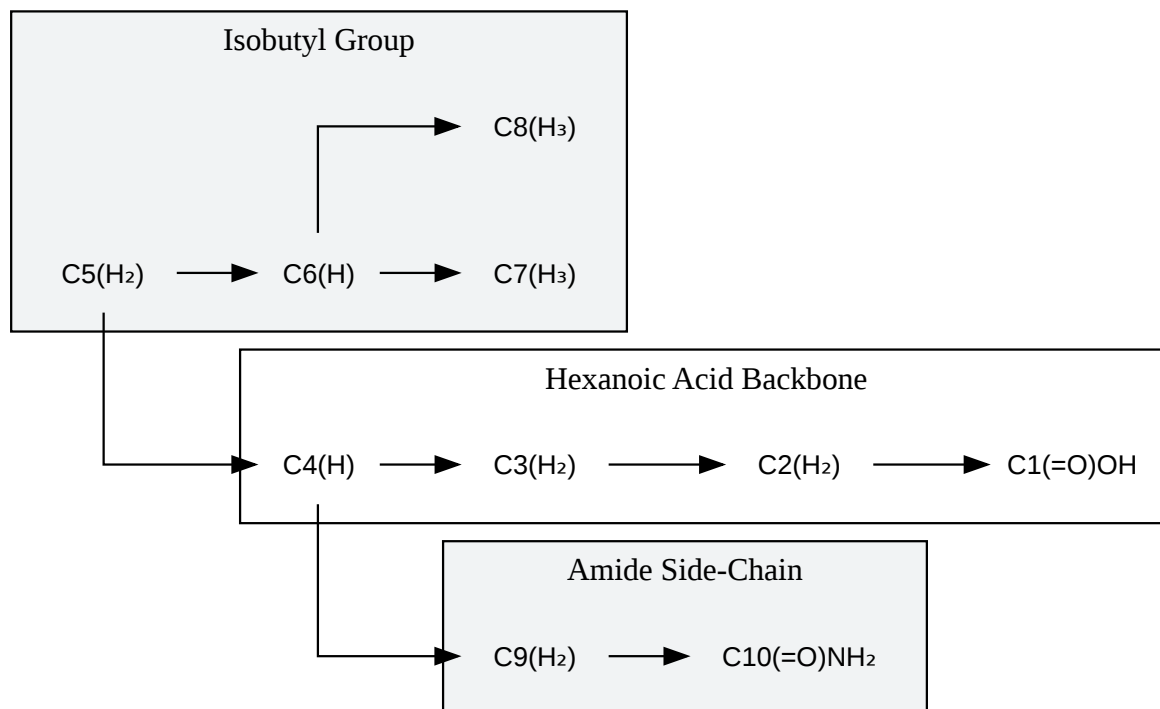 Isobutyl Group
C8(H₃)
C5(H₂) C6(H) C7(H₃)
Hexanoic Acid Backbone
C4(H) C3(H₂) C2(H₂) C1(=O)OH
Amide Side-Chain
C9(H₂) C10(=O)NH₂